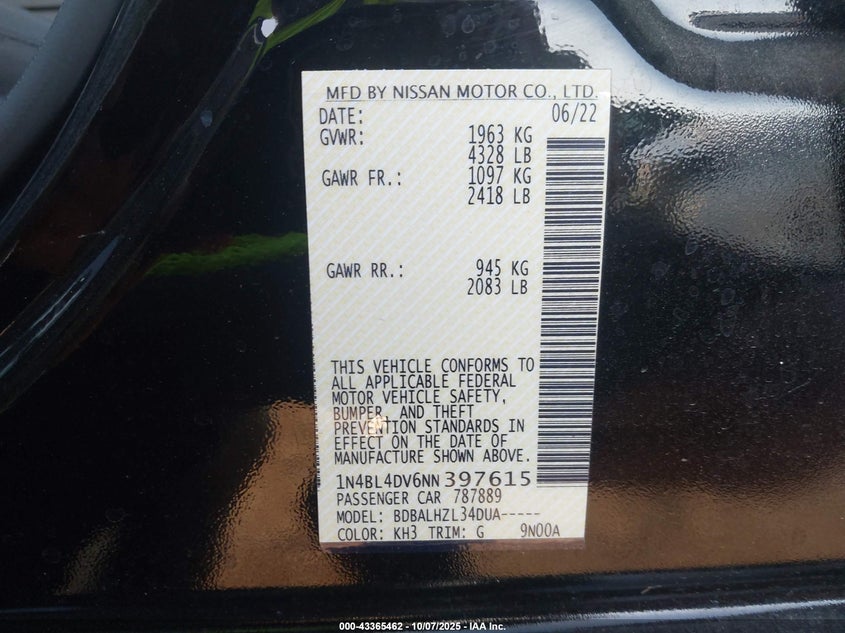 MFD BY NISSAN MOTOR CO., LTD.
DATE: 06/22
GVWR: 1963 KG
4328 LB
GAWR FR.: 1097 KG
2418 LB
GAWR RR.: 945 KG
2083 LB
THIS VEHICLE CONFORMS TO
ALL APPLICABLE FEDERAL
MOTOR VEHICLE SAFETY,
BUMPER, AND THEFT
PREVENTION STANDARDS IN
EFFECT ON THE DATE OF
MANUFACTURE SHOWN ABOVE.
1N4BL4DV6NN397615
PASSENGER CAR 787889
MODEL: BDBALHZL34DUA-----
COLOR: KH3 TRIM: G 9N00A
000-43365462 - 10/07/2025 - IAA Inc.